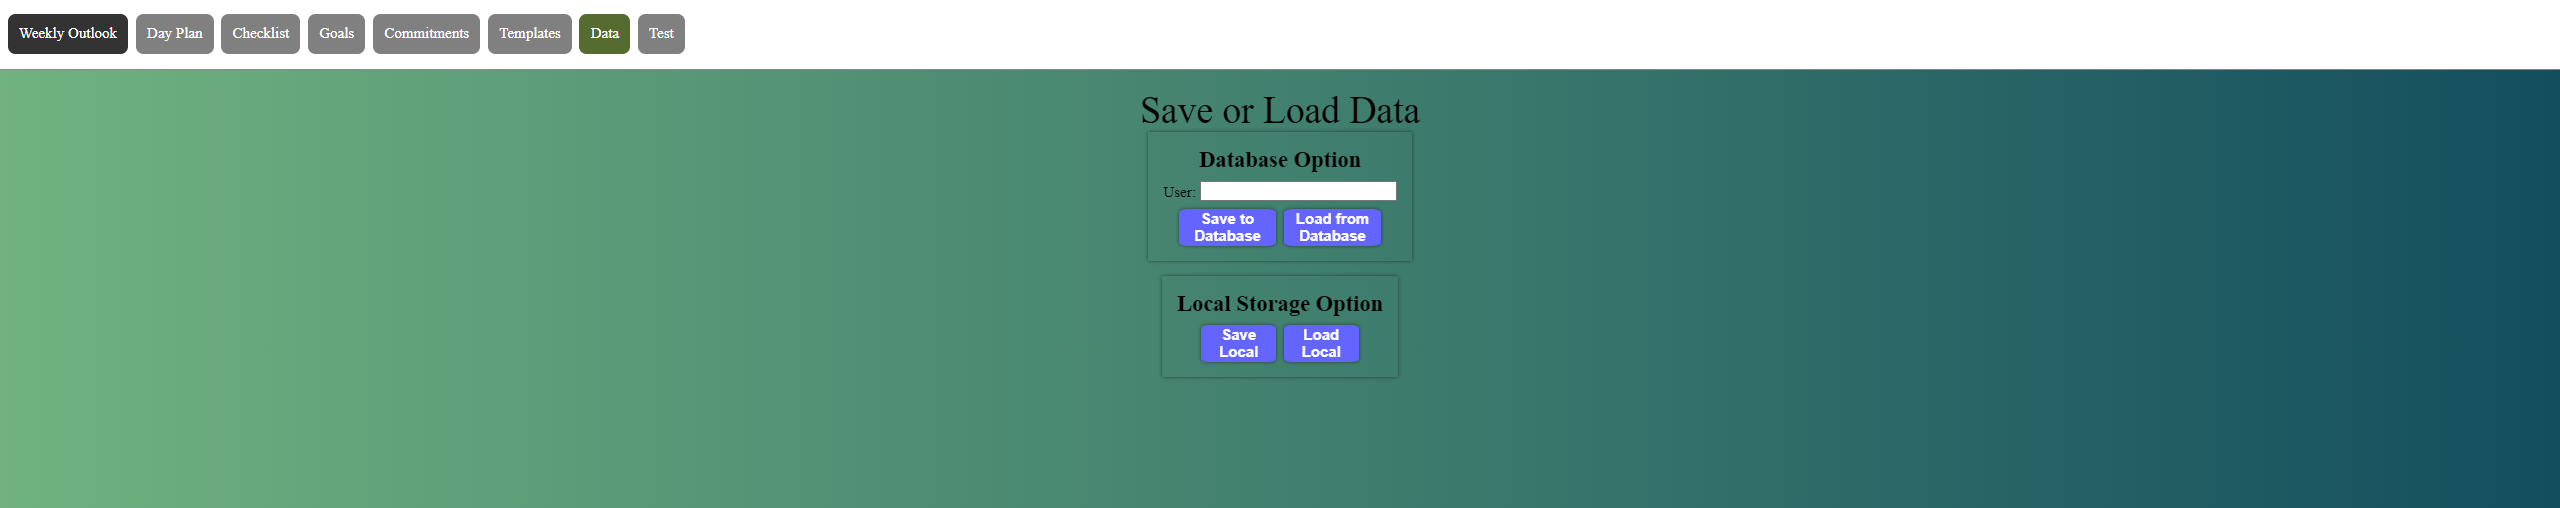 Weekly Outlook Day Plan Checklist Goals Commitments Templates Data Test
Save or Load Data
Database Option
User:
Save to Database Load from Database
Local Storage Option
Save Local Load Local